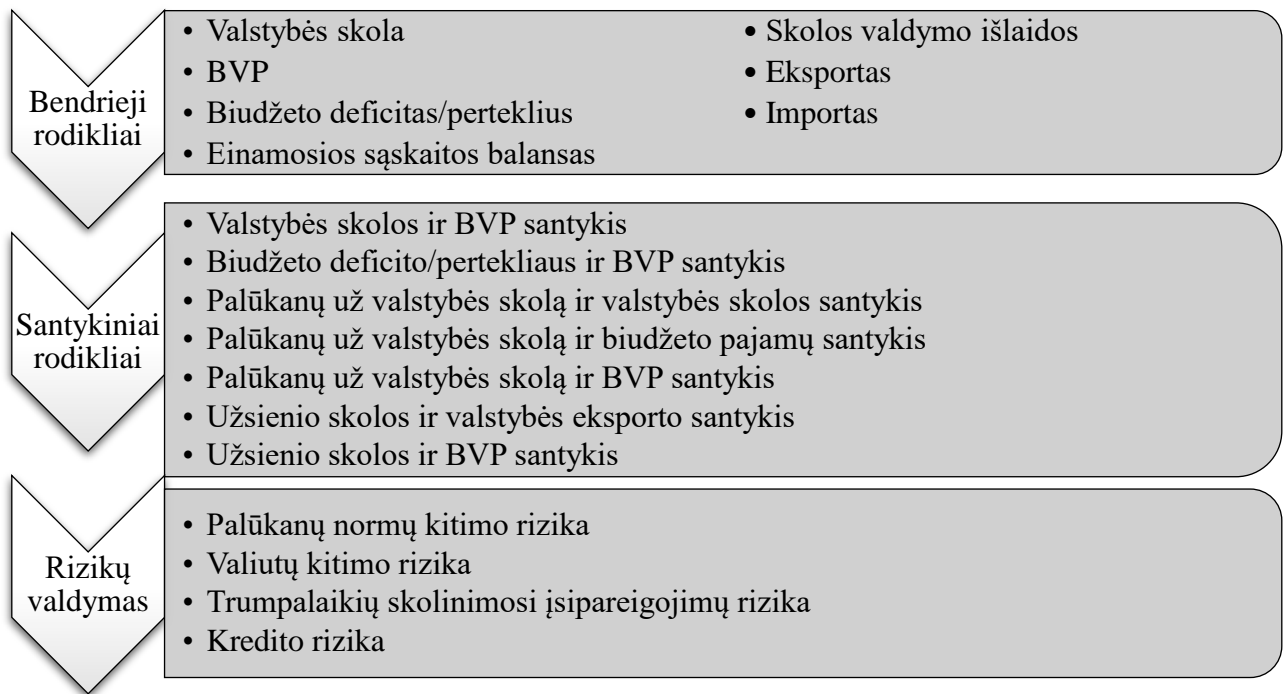 Bendrieji
rodikliai
• Valstybės skola
• BVP
• Biudžeto deficitas/perteklius
• Einamosios sąskaitos balansas
• Skolos valdymo išlaidos
• Eksportas
• Importas
Santykiniai
rodikliai
• Valstybės skolos ir BVP santykis
• Biudžeto deficito/pertekliaus ir BVP santykis
• Palūkanų už valstybės skolą ir valstybės skolos santykis
• Palūkanų už valstybės skolą ir biudžeto pajamų santykis
• Palūkanų už valstybės skolą ir BVP santykis
• Užsienio skolos ir valstybės eksporto santykis
• Užsienio skolos ir BVP santykis
Rizikų
valdymas
• Palūkanų normų kitimo rizika
• Valiutų kitimo rizika
• Trumpalaikių skolinimosi įsipareigojimų rizika
• Kredito rizika